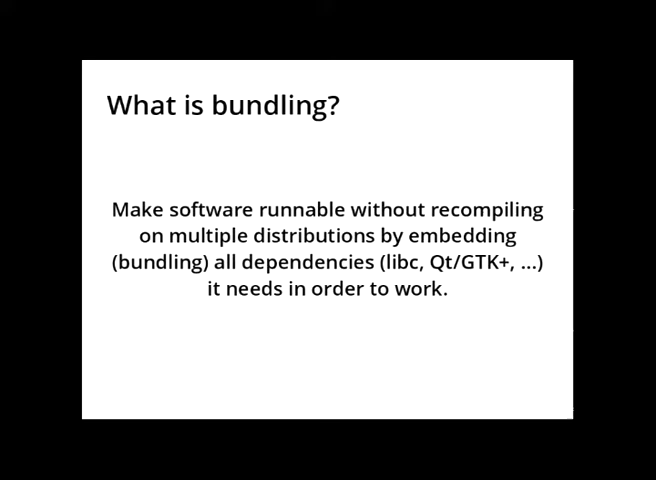 What is bundling?
Make software runnable without recompiling
on multiple distributions by embedding
(bundling) all dependencies (libc, Qt/GTK+, ...)
it needs in order to work.